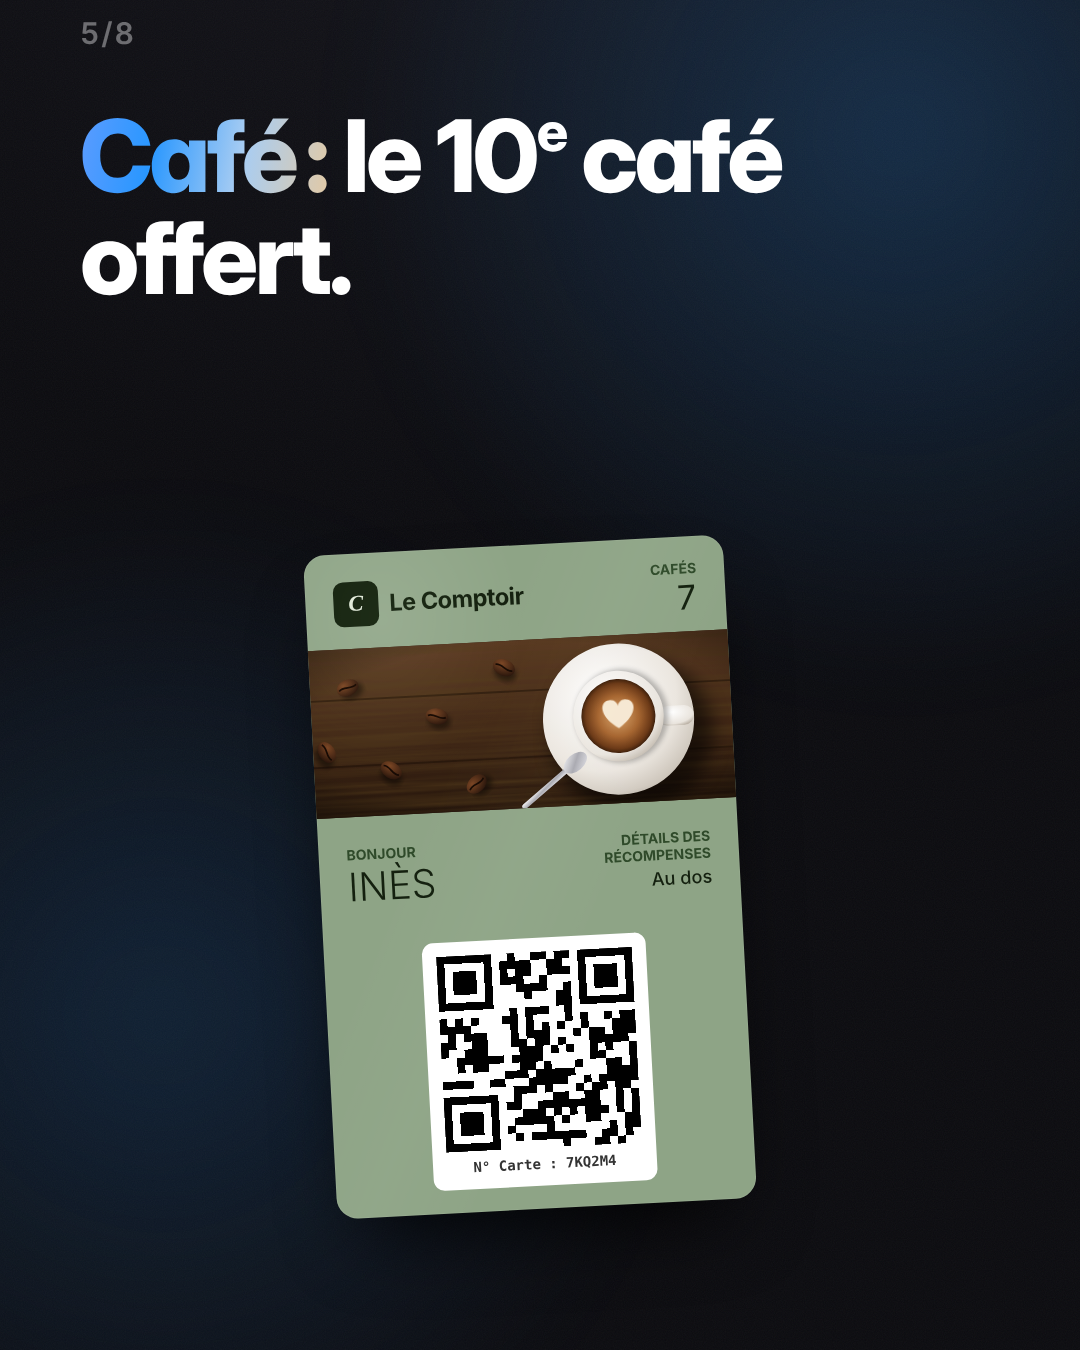 5/8
Café : le 10e café
offert.
C
Le Comptoir
CAFÉS
7
BONJOUR
INÈS
DÉTAILS DES
RÉCOMPENSES
Au dos
N° Carte : 7KQ2M4